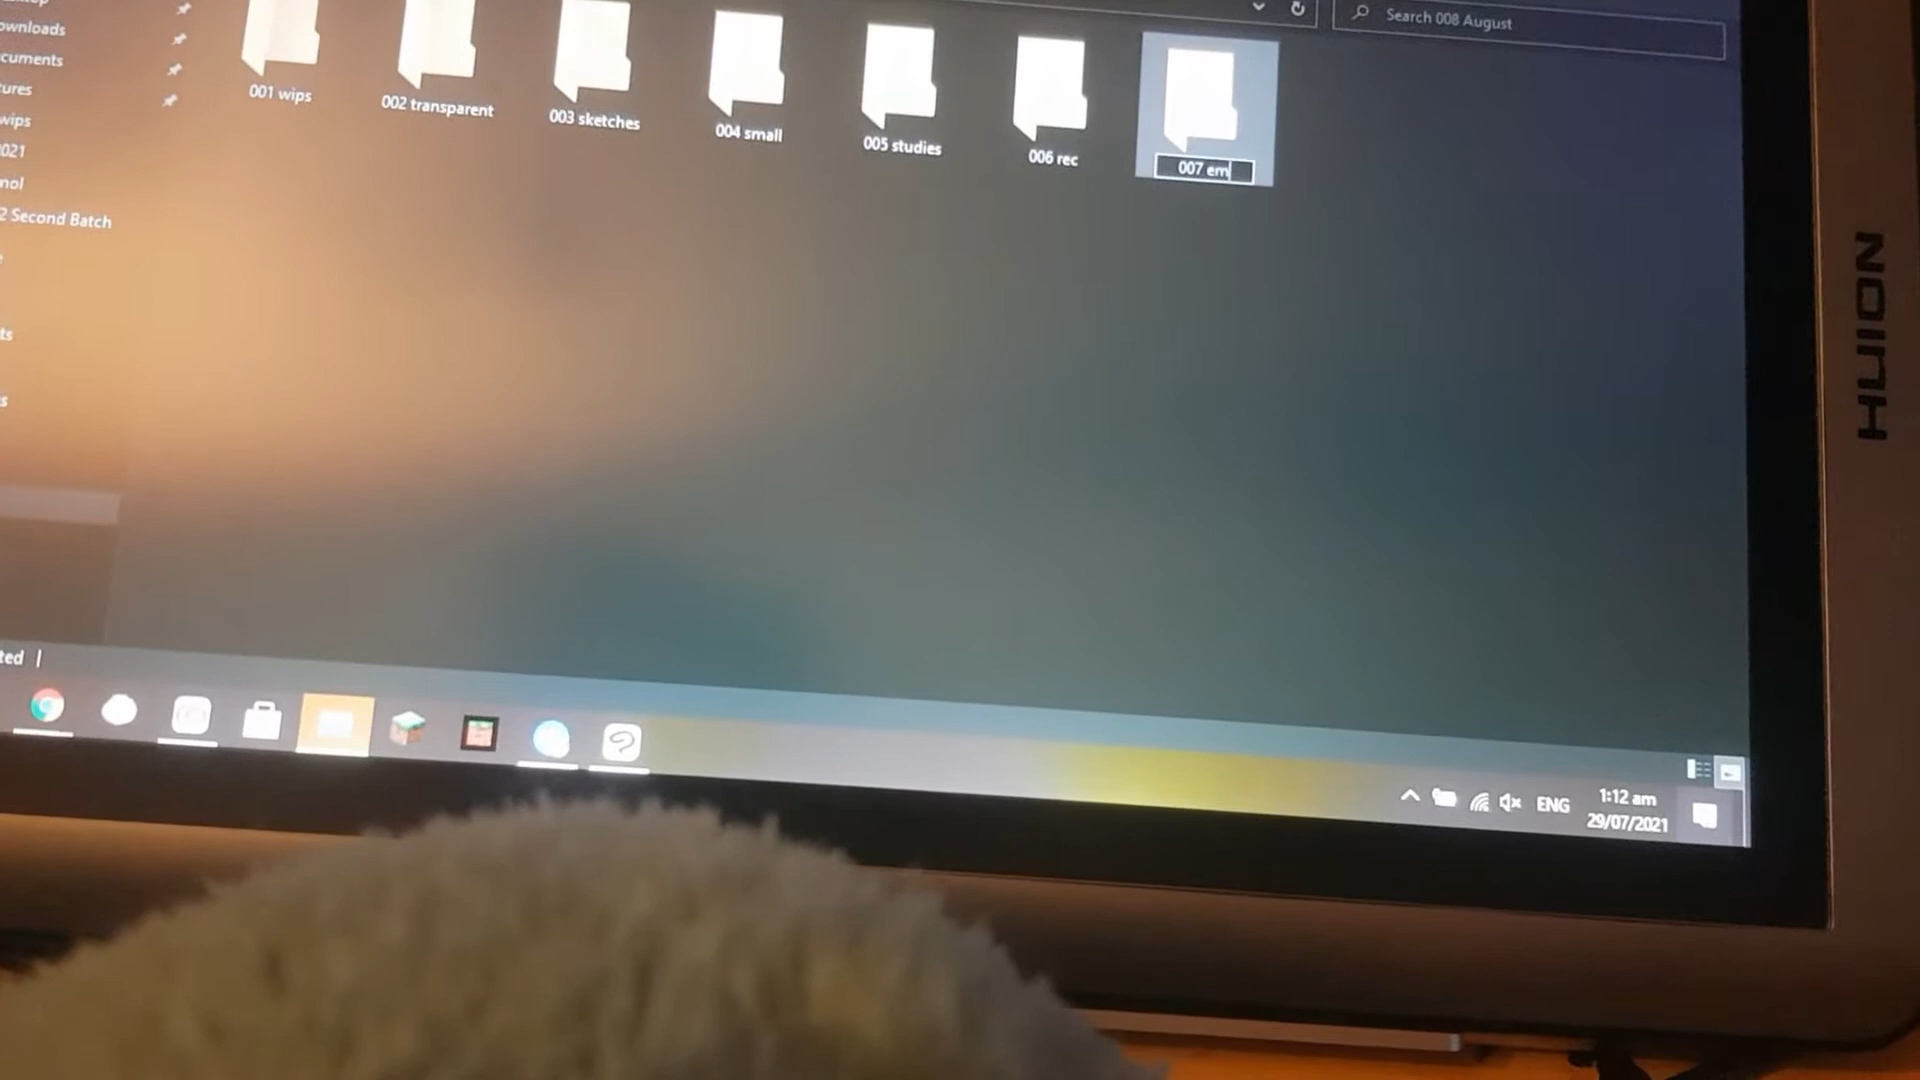 Search 008 August
ownloads
cuments
tures
wips
2021
nol
2 Second Batch
ts
s
001 wips
002 transparent
003 sketches
004 small
005 studies
006 rec
007 em
ted
ENG
1:12 am
29/07/2021
HUION